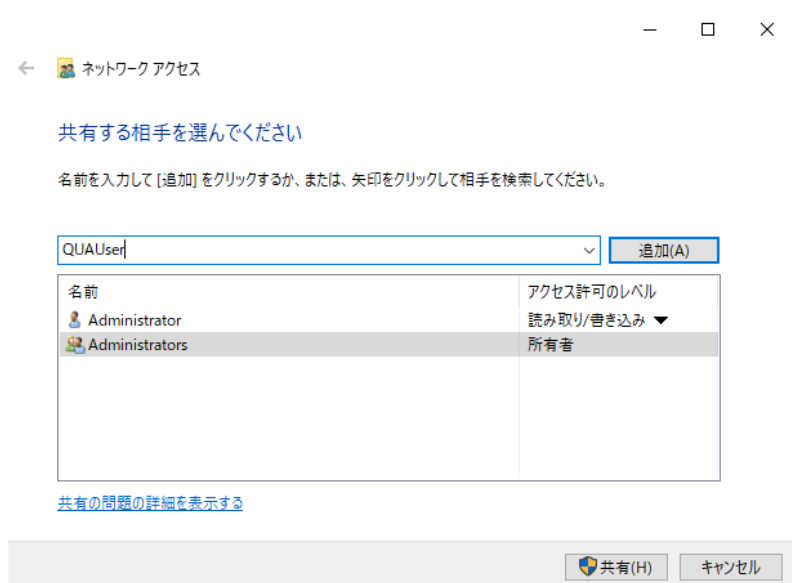 ネットワーク アクセス
共有する相手を選んでください
名前を入力して [追加] をクリックするか、または、矢印をクリックして相手を検索してください。
QUAUser 追加(A)
名前 アクセス許可のレベル
Administrator 読み取り/書き込み ▼
Administrators 所有者
共有の問題の詳細を表示する
共有(H) キャンセル